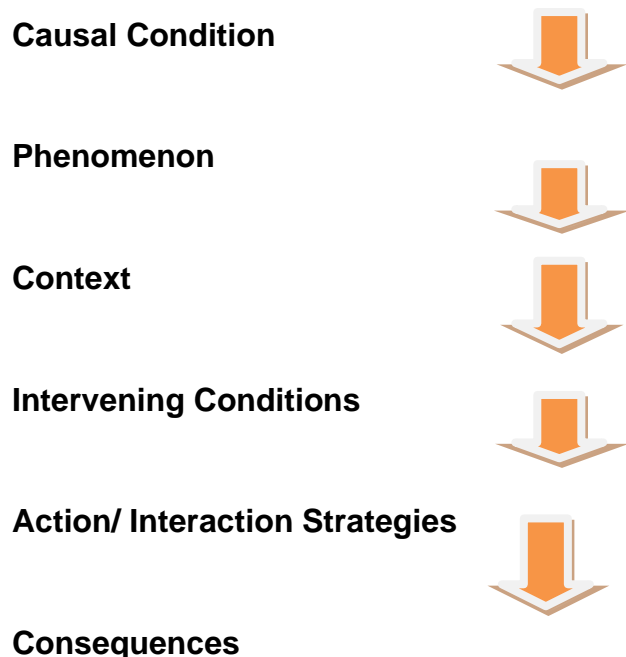 Causal Condition
Phenomenon
Context
Intervening Conditions
Action/ Interaction Strategies
Consequences